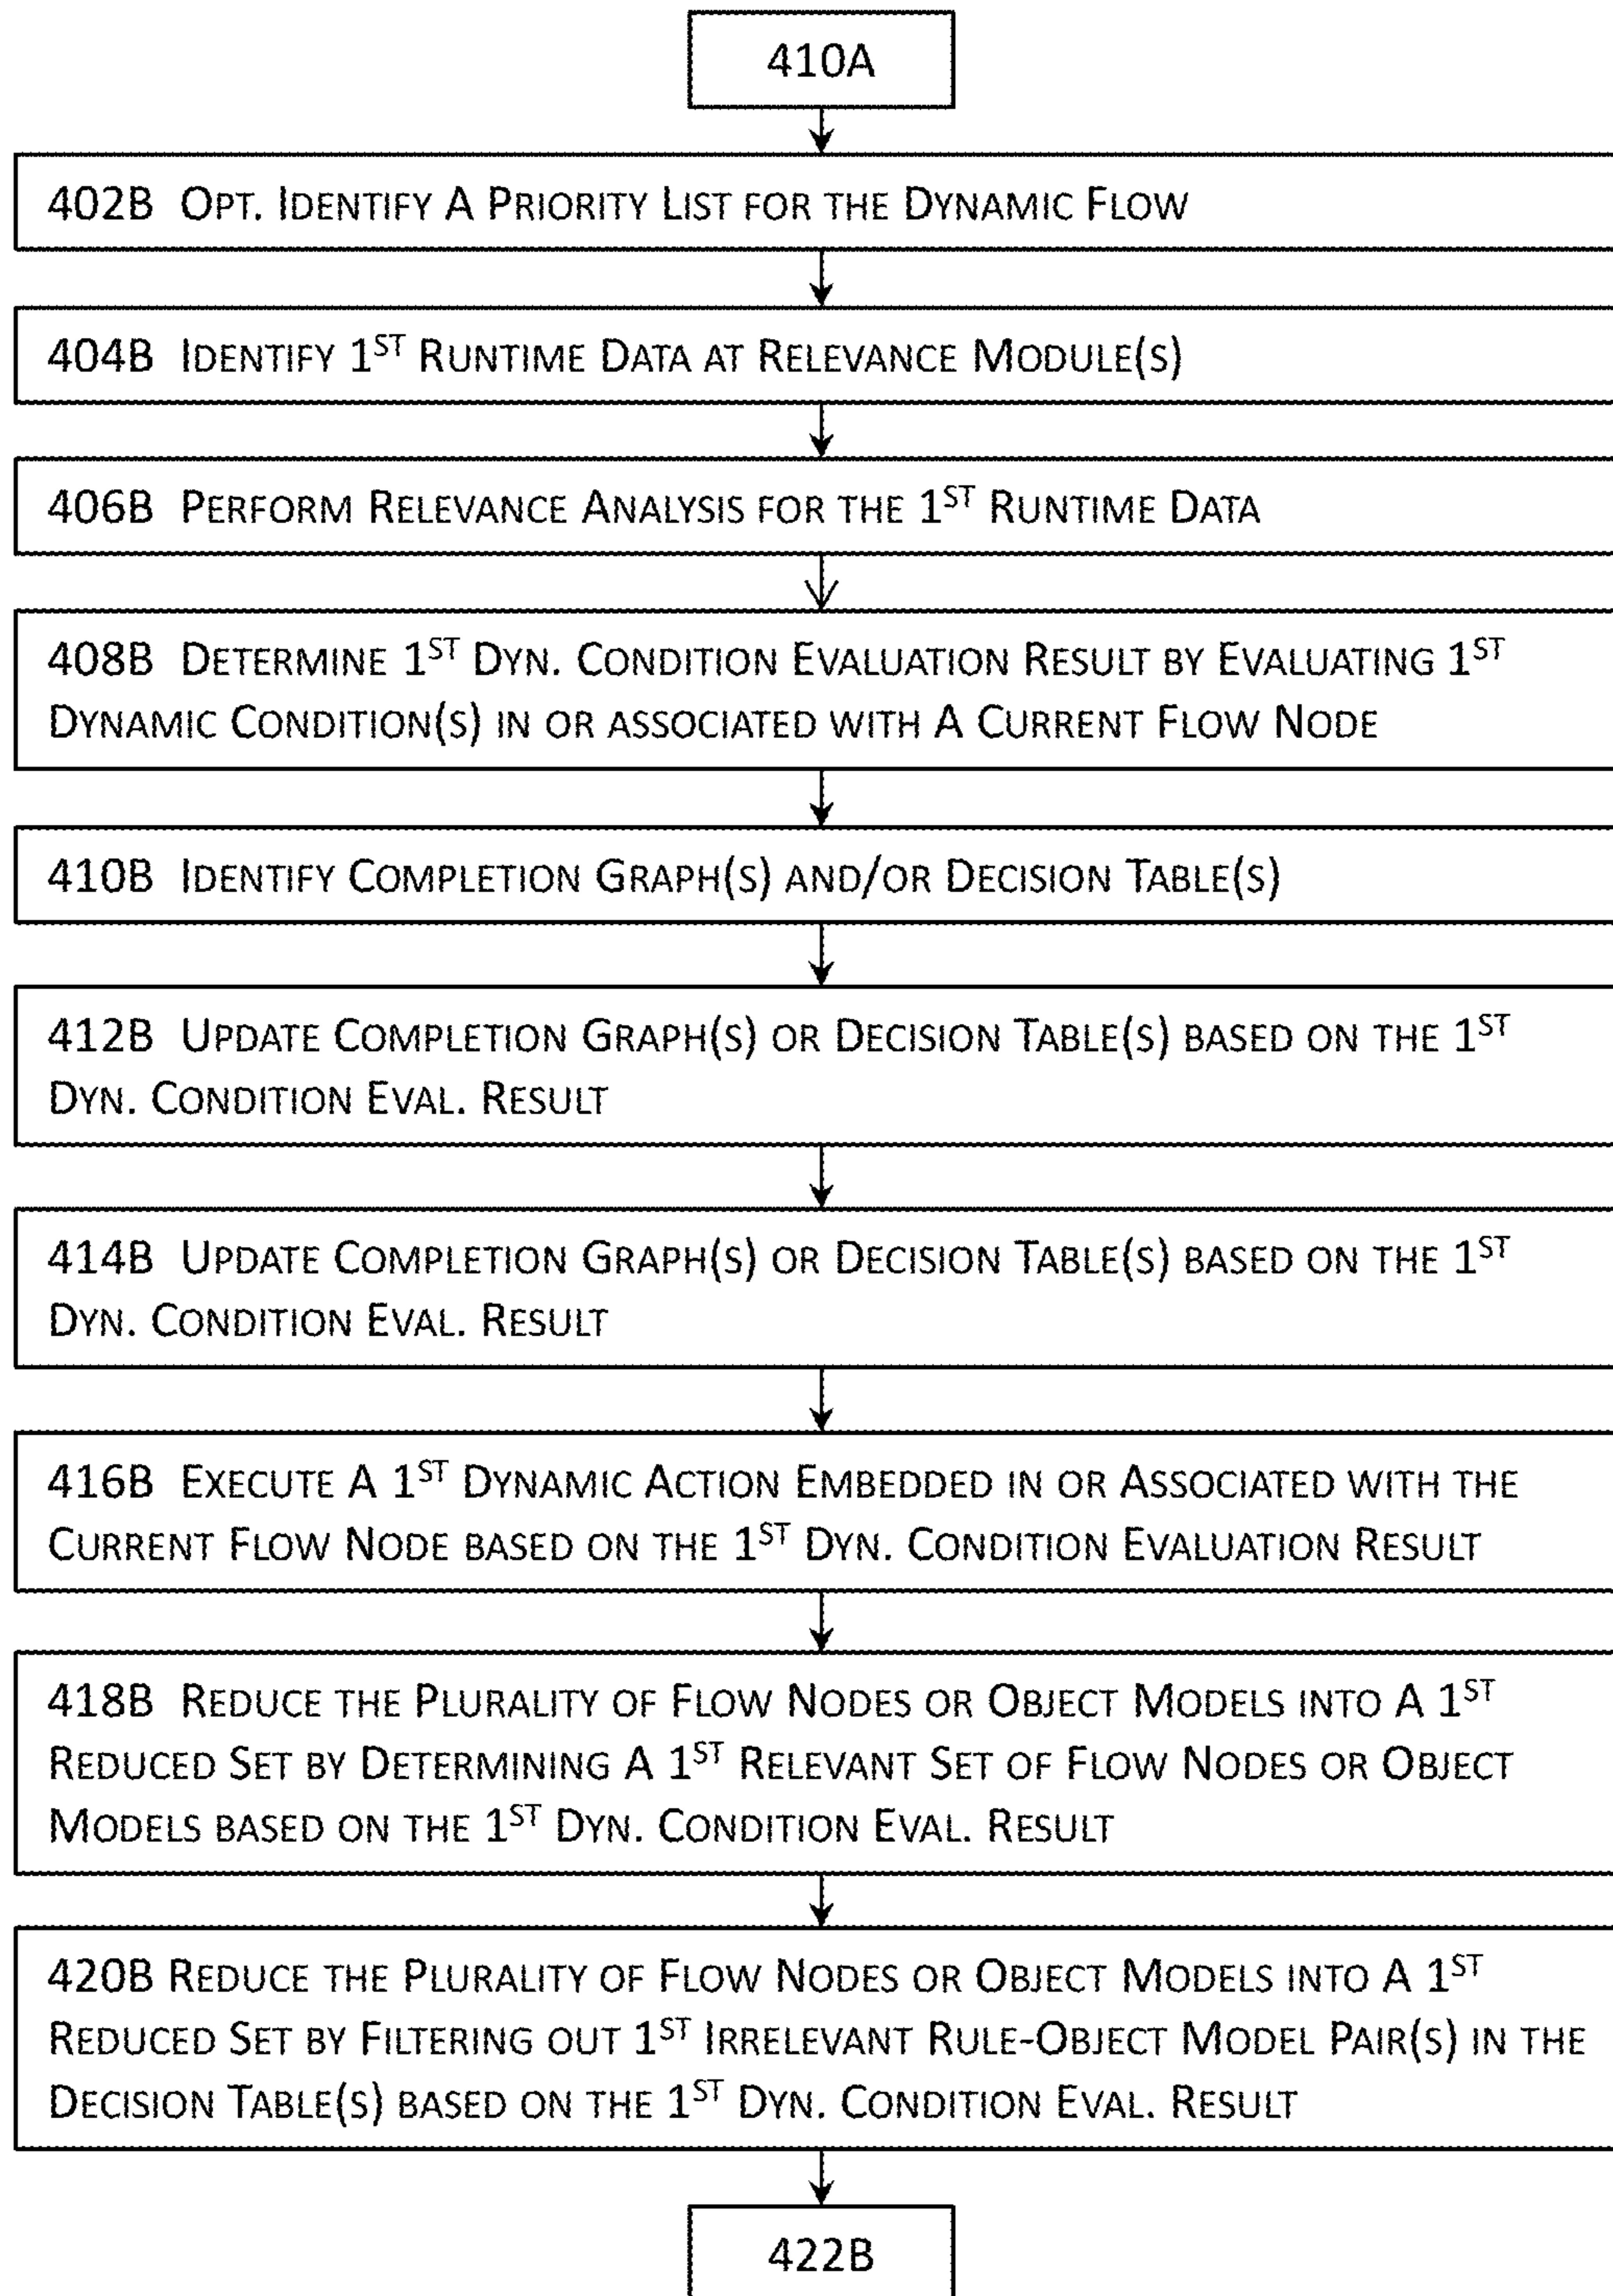 410A
402B OPT. IDENTIFY A PRIORITY LIST FOR THE DYNAMIC FLOW
404B IDENTIFY 1ST RUNTIME DATA AT RELEVANCE MODULE(S)
406B PERFORM RELEVANCE ANALYSIS FOR THE 1ST RUNTIME DATA
408B DETERMINE 1ST DYN. CONDITION EVALUATION RESULT BY EVALUATING 1ST
DYNAMIC CONDITION(S) IN OR ASSOCIATED WITH A CURRENT FLOW NODE
410B IDENTIFY COMPLETION GRAPH(S) AND/OR DECISION TABLE(S)
412B UPDATE COMPLETION GRAPH(S) OR DECISION TABLE(S) BASED ON THE 1ST
DYN. CONDITION EVAL. RESULT
414B UPDATE COMPLETION GRAPH(S) OR DECISION TABLE(S) BASED ON THE 1ST
DYN. CONDITION EVAL. RESULT
416B EXECUTE A 1ST DYNAMIC ACTION EMBEDDED IN OR ASSOCIATED WITH THE
CURRENT FLOW NODE BASED ON THE 1ST DYN. CONDITION EVALUATION RESULT
418B REDUCE THE PLURALITY OF FLOW NODES OR OBJECT MODELS INTO A 1ST
REDUCED SET BY DETERMINING A 1ST RELEVANT SET OF FLOW NODES OR OBJECT
MODELS BASED ON THE 1ST DYN. CONDITION EVAL. RESULT
420B REDUCE THE PLURALITY OF FLOW NODES OR OBJECT MODELS INTO A 1ST
REDUCED SET BY FILTERING OUT 1ST IRRELEVANT RULE-OBJECT MODEL PAIR(S) IN THE
DECISION TABLE(S) BASED ON THE 1ST DYN. CONDITION EVAL. RESULT
422B